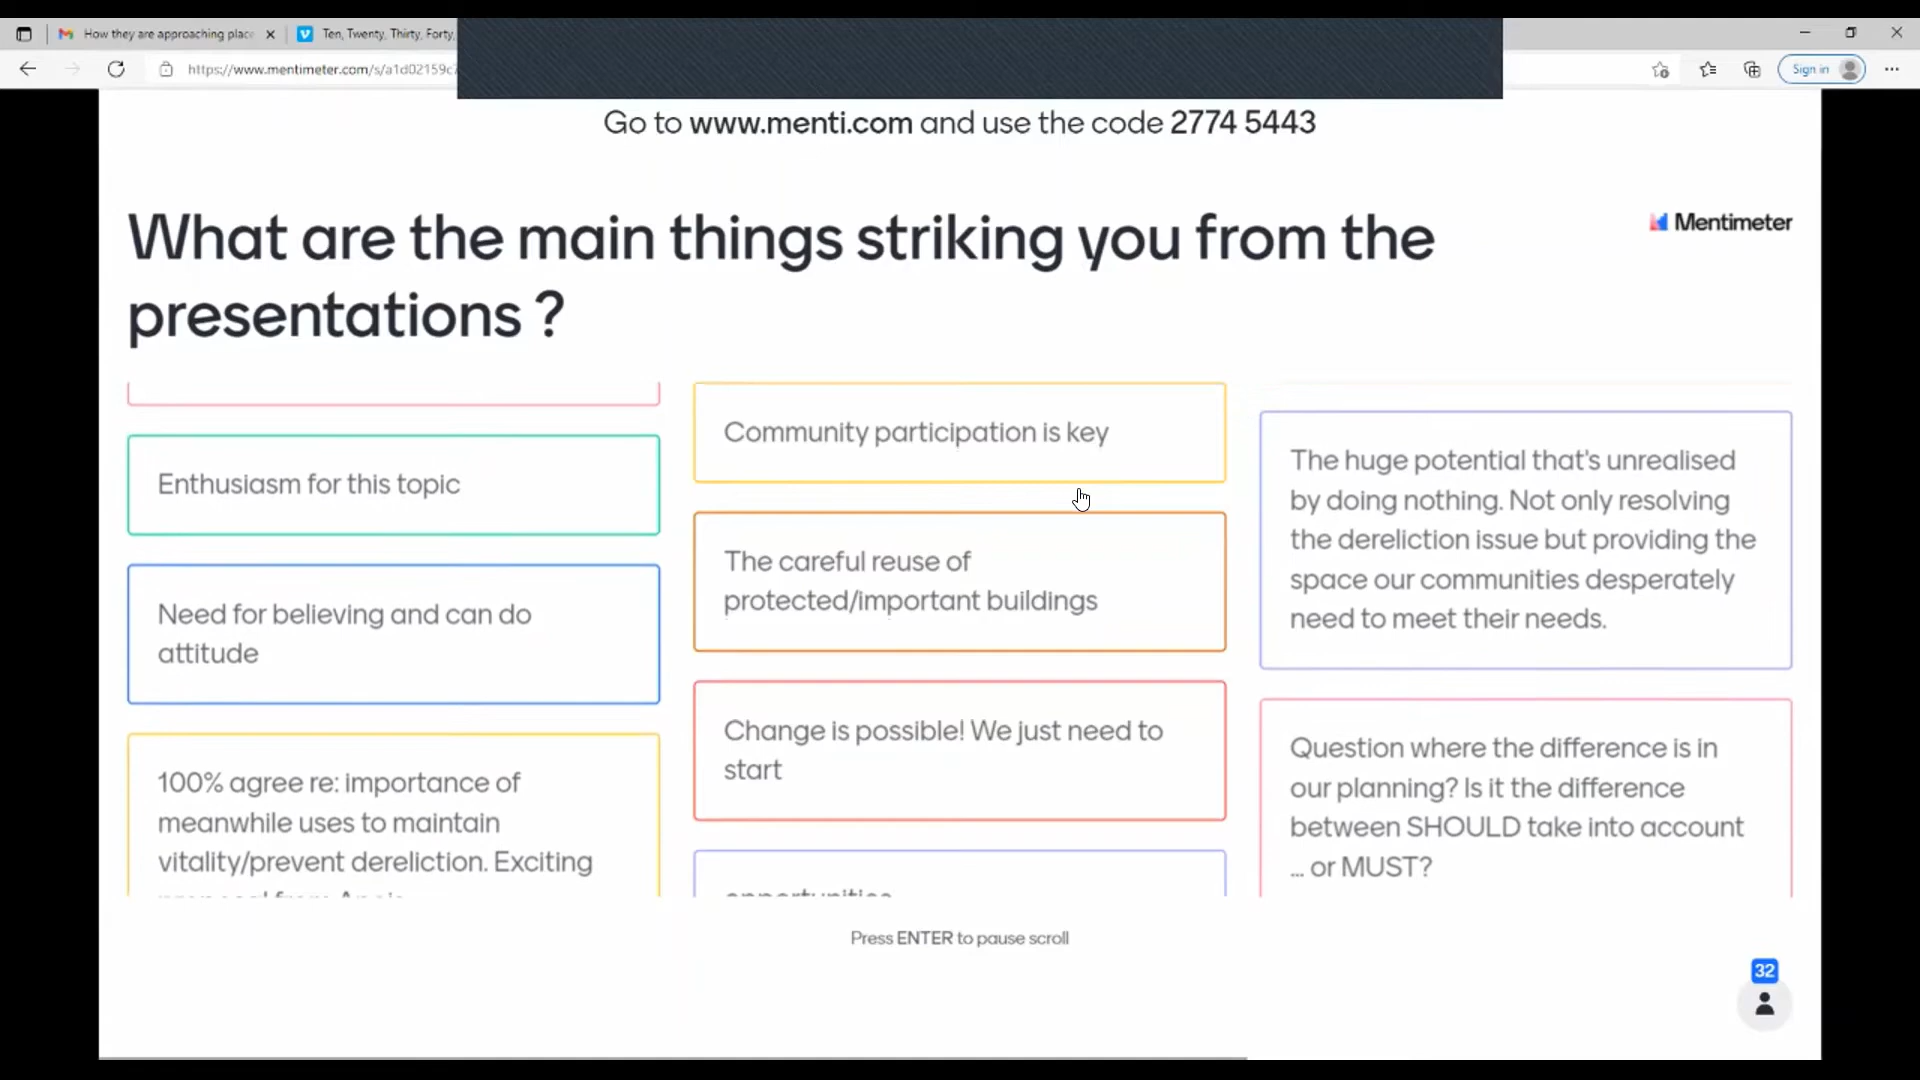 How they are approaching place
Ten, Twenty, Thirty, Forty,
https://www.mentimeter.com/s/a1d02159c
Sign in
Go to www.menti.com and use the code 2774 5443
What are the main things striking you from the
presentations ?
Mentimeter
Enthusiasm for this topic
Need for believing and can do
attitude
100% agree re: importance of
meanwhile uses to maintain
vitality/prevent dereliction. Exciting
Community participation is key
The careful reuse of
protected/important buildings
Change is possible! We just need to
start
opportunities
The huge potential that's unrealised
by doing nothing. Not only resolving
the dereliction issue but providing the
space our communities desperately
need to meet their needs.
Question where the difference is in
our planning? Is it the difference
between SHOULD take into account
... or MUST?
Press ENTER to pause scroll
32